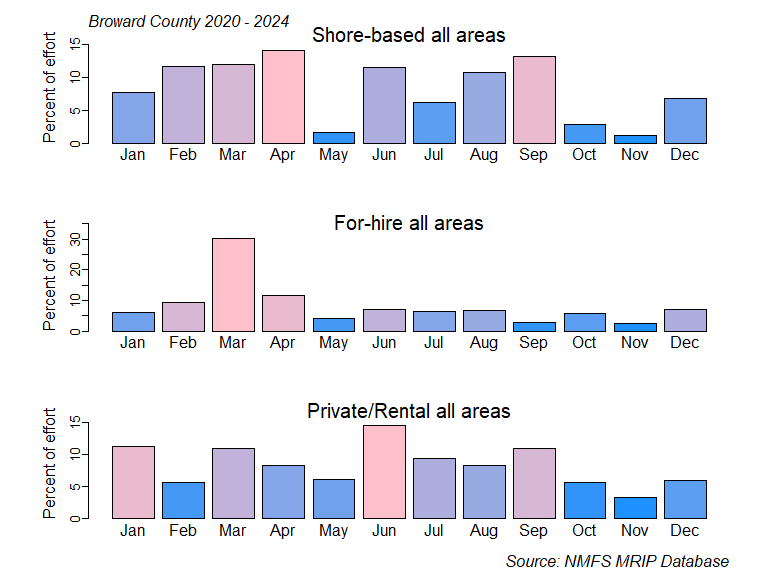 Broward County 2020 - 2024
Shore-based all areas
Percent of effort
0 5 10 15
Jan Feb Mar Apr May Jun Jul Aug Sep Oct Nov Dec
For-hire all areas
Percent of effort
0 10 20 30
Jan Feb Mar Apr May Jun Jul Aug Sep Oct Nov Dec
Private/Rental all areas
Percent of effort
0 5 10 15
Jan Feb Mar Apr May Jun Jul Aug Sep Oct Nov Dec
Source: NMFS MRIP Database